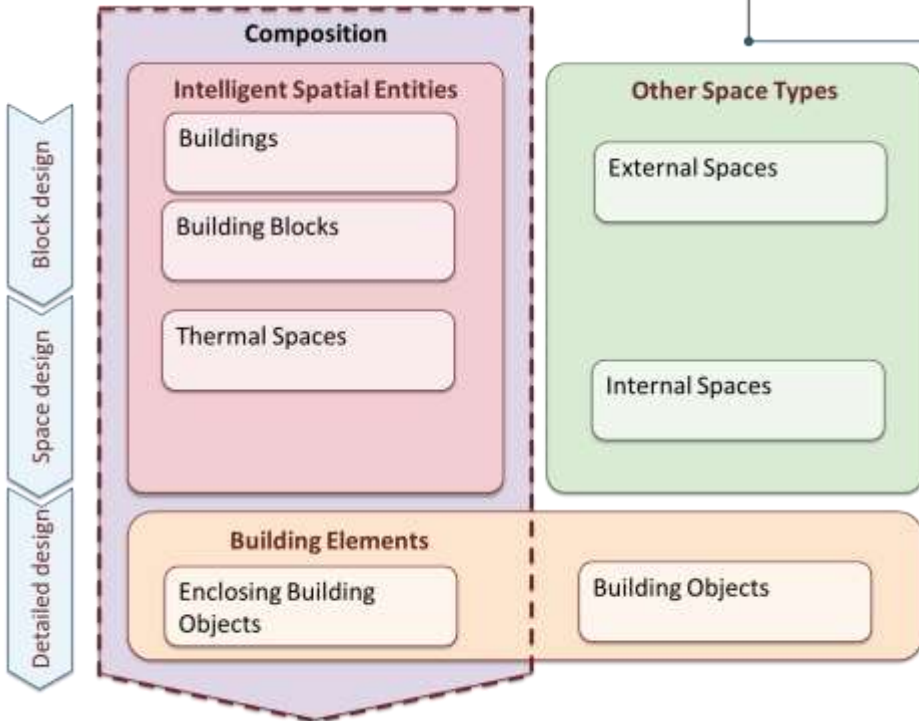 Composition
Intelligent Spatial Entities
Buildings
Building Blocks
Thermal Spaces
Other Space Types
External Spaces
Internal Spaces
Building Elements
Enclosing Building
Objects
Building Objects
Block design
Space design
Detailed design